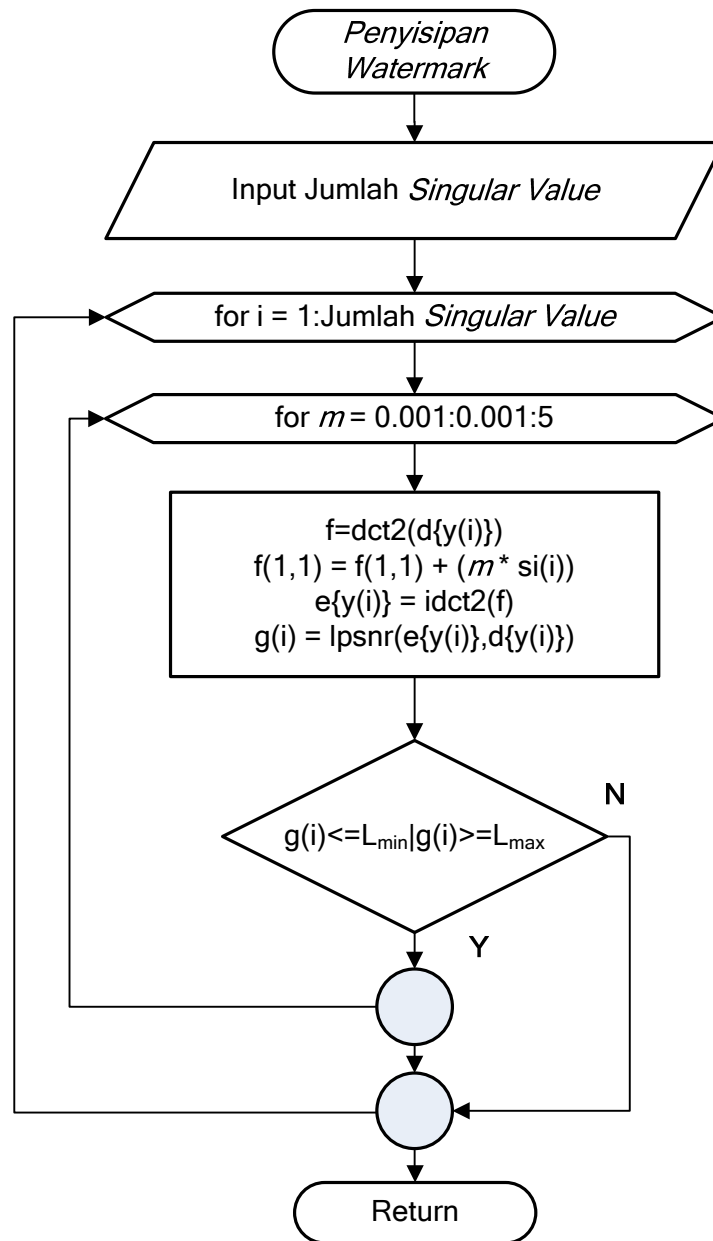 Penyisipan
Watermark
Input Jumlah Singular Value
for i = 1:Jumlah Singular Value
for m = 0.001:0.001:5
f=dct2(d{y(i)})
f(1,1) = f(1,1) + (m * si(i))
e{y(i)} = idct2(f)
g(i) = lpsnr(e{y(i)},d{y(i)})
N
g(i)<=Lmin|g(i)>=Lmax
Y
Return